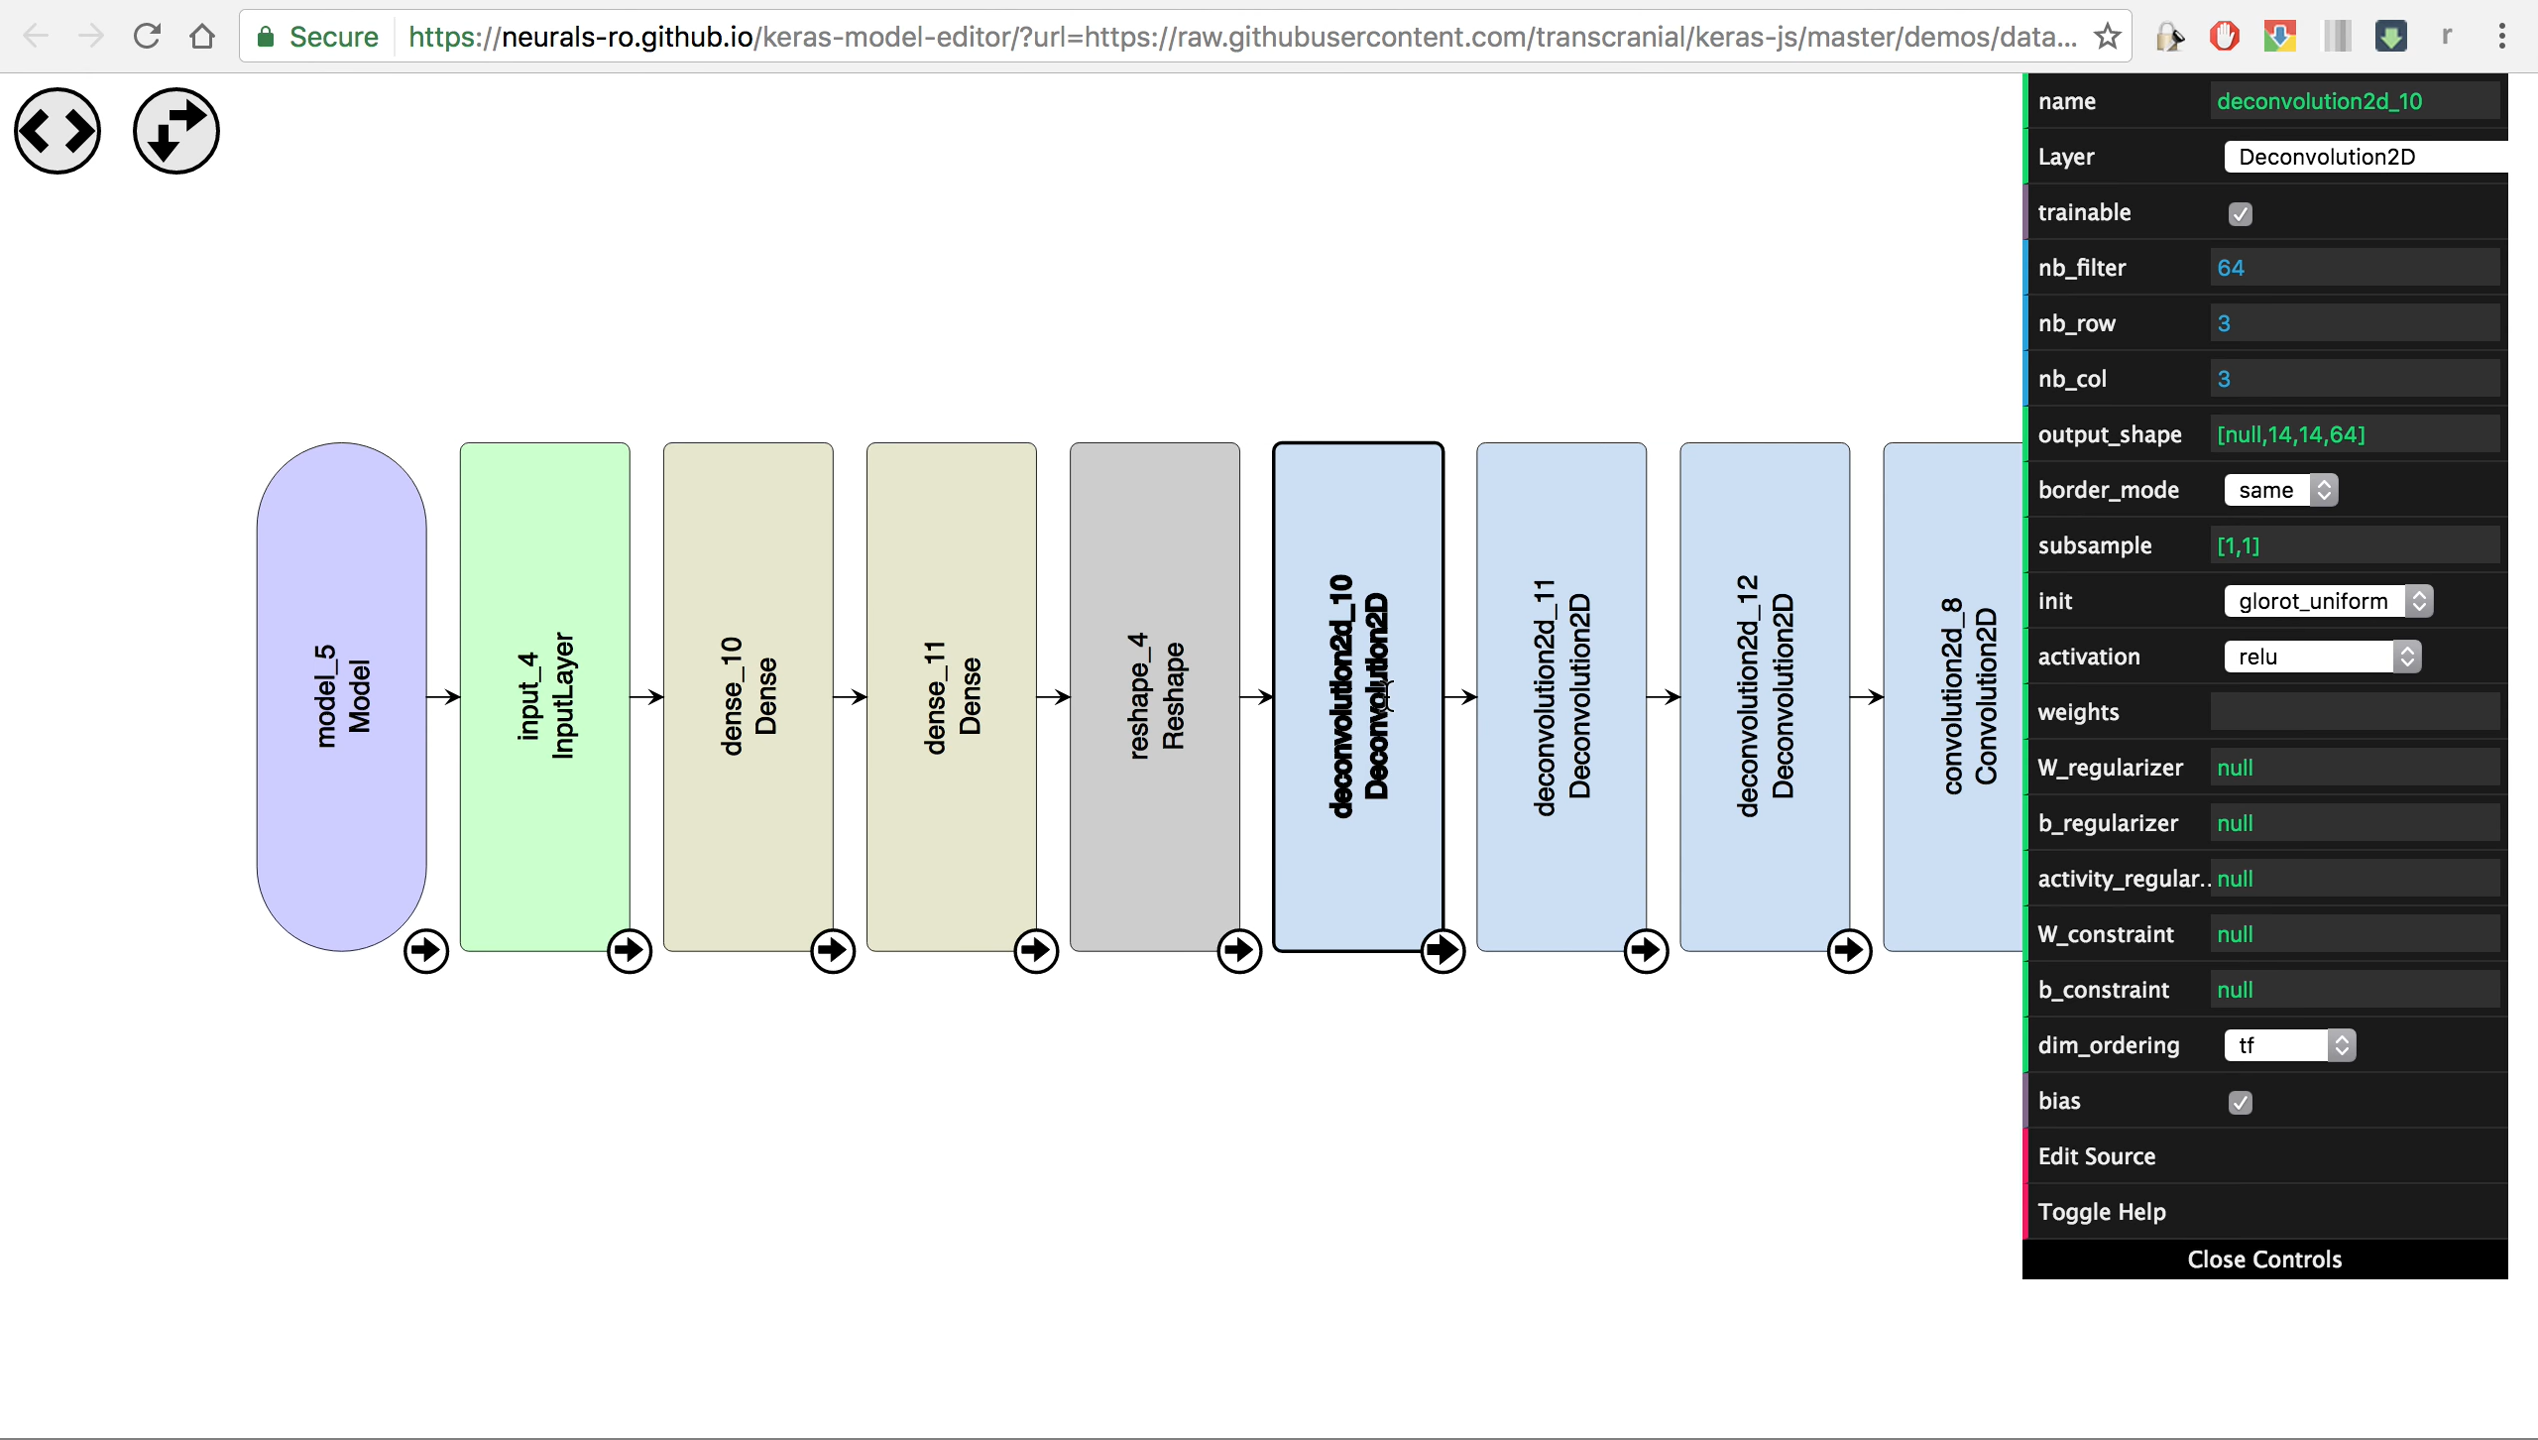 Secure https://neurals-ro.github.io/keras-model-editor/?url=https://raw.githubusercontent.com/transcranial/keras-js/master/demos/data... r
model_5
Model
input_4
InputLayer
dense_10
Dense
dense_11
Dense
reshape_4
Reshape
deconvolution2d_10
Deconvolution2D
deconvolution2d_11
Deconvolution2D
deconvolution2d_12
Deconvolution2D
convolution2d_8
Convolution2D
name deconvolution2d_10
Layer Deconvolution2D
trainable
nb_filter 64
nb_row 3
nb_col 3
output_shape [null,14,14,64]
border_mode same
subsample [1,1]
init glorot_uniform
activation relu
weights
W_regularizer null
b_regularizer null
activity_regular.. null
W_constraint null
b_constraint null
dim_ordering tf
bias
Edit Source
Toggle Help
Close Controls